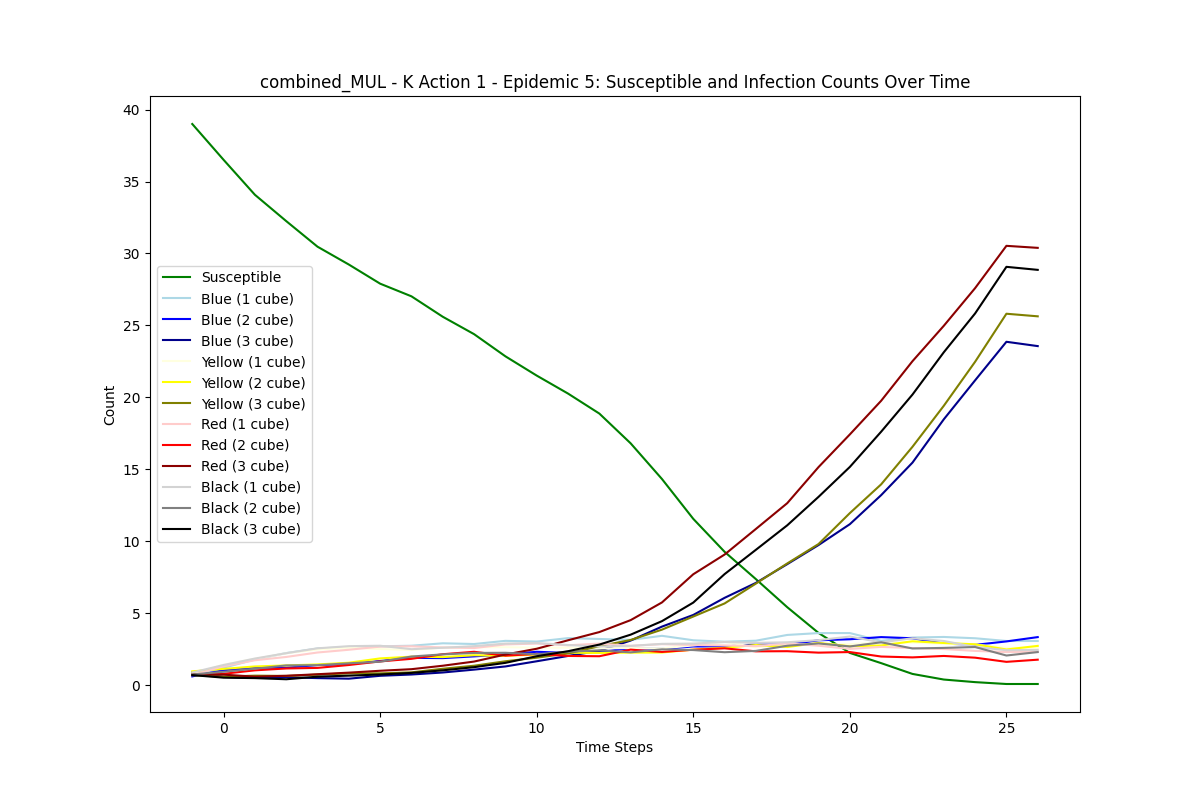 combined_MUL - K Action 1 - Epidemic 5: Susceptible and Infection Counts Over Time
40
35
30
25
20
15
10
5
0
Count
Susceptible
Blue (1 cube)
Blue (2 cube)
Blue (3 cube)
Yellow (1 cube)
Yellow (2 cube)
Yellow (3 cube)
Red (1 cube)
Red (2 cube)
Red (3 cube)
Black (1 cube)
Black (2 cube)
Black (3 cube)
0 5 10 15 20 25
Time Steps